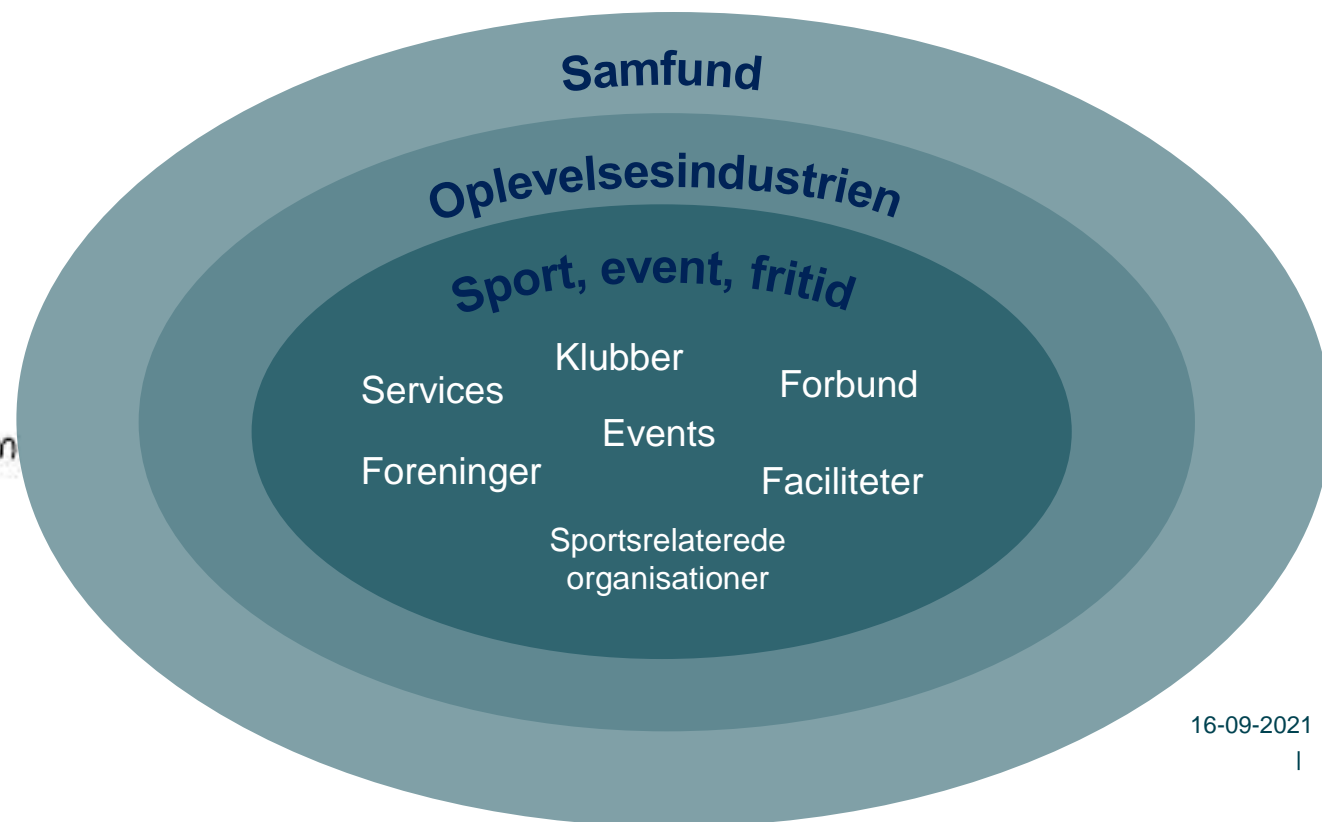 Samfund
Oplevelsesindustrien
Sport, event, fritid
Klubber
Services
Forbund
Events
Foreninger
Faciliteter
Sportsrelaterede
organisationer
16-09-2021
|